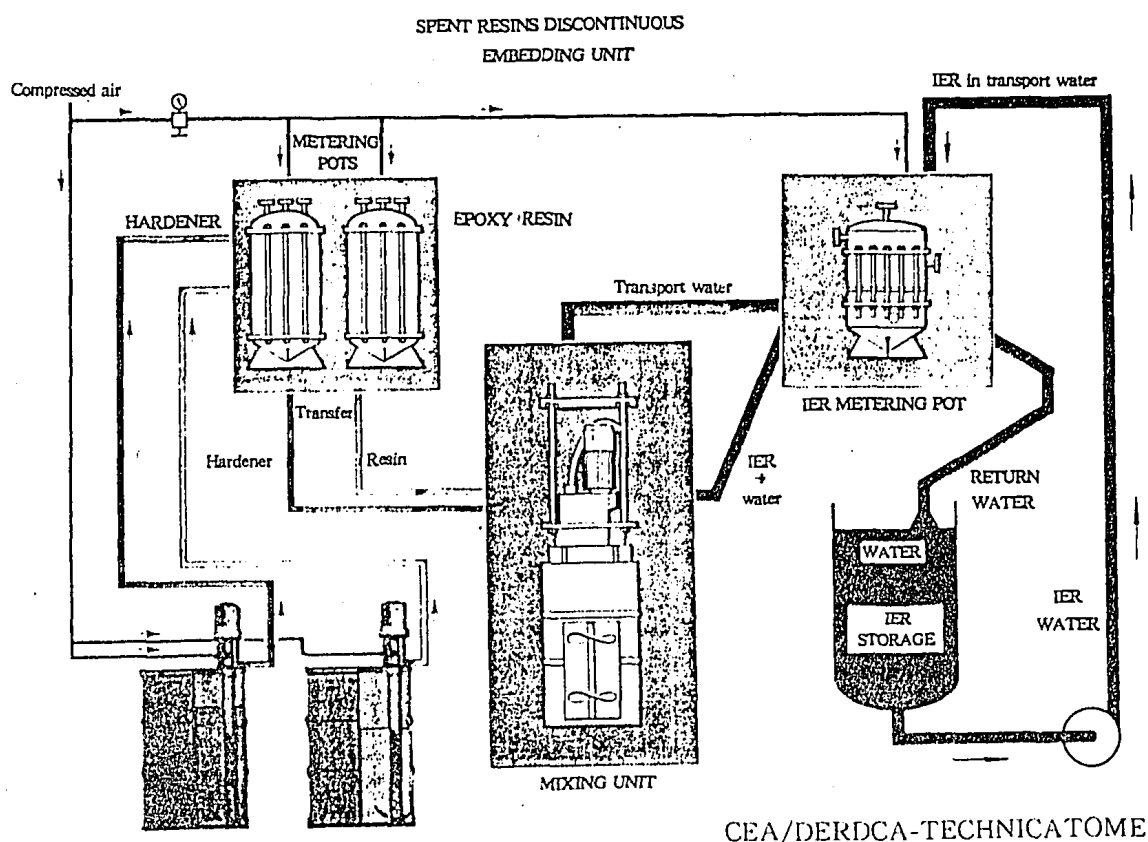 SPENT RESINS DISCONTINUOUS
EMBEDDING UNIT
Compressed air
IER in transport water
METERING
POTS
HARDENER
EPOXY RESIN
Transport water
Transfer
IER METERING POT
Hardener
Resin
IER
+
water
RETURN
WATER
WATER
IER
STORAGE
IER
WATER
MIXING UNIT
CEA/DERDCA-TECHNICATOME